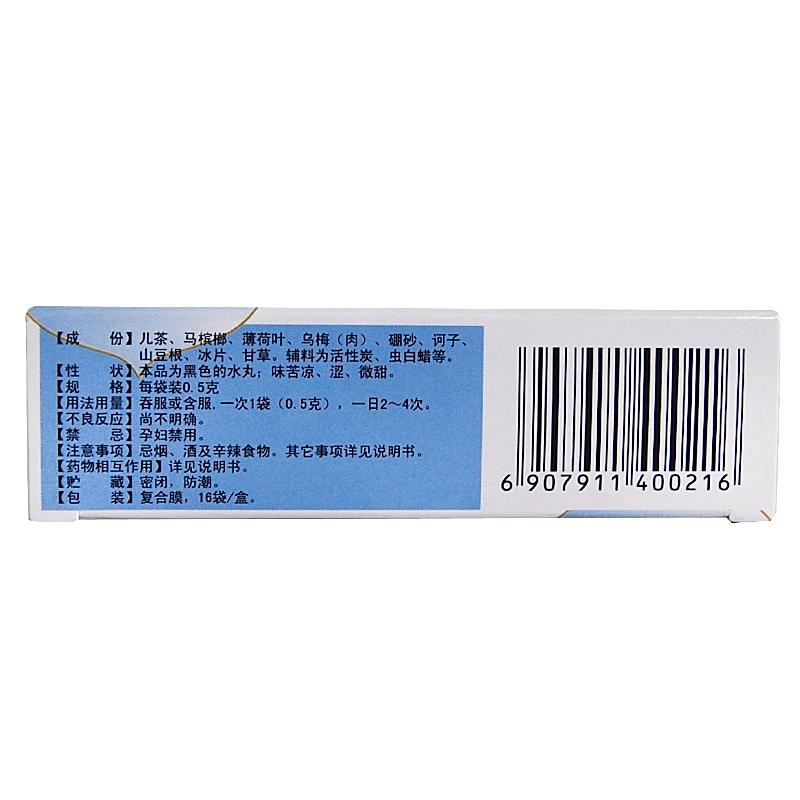 【成　　份】儿茶、马槟榔、薄荷叶、乌梅（肉）、硼砂、诃子、
山豆根、冰片、甘草。辅料为活性炭、虫白蜡等。
【性　　状】本品为黑色的水丸；味苦凉、涩、微甜。
【规　　格】每袋装0.5克
【用法用量】吞服或含服,一次1袋（0.5克），一日2～4次。
【不良反应】尚不明确。
【禁　　忌】孕妇禁用。
【注意事项】忌烟、酒及辛辣食物。其它事项详见说明书。
【药物相互作用】详见说明书。
【贮　　藏】密闭，防潮。
【包　　装】复合膜，16袋/盒。
6 907911 400216